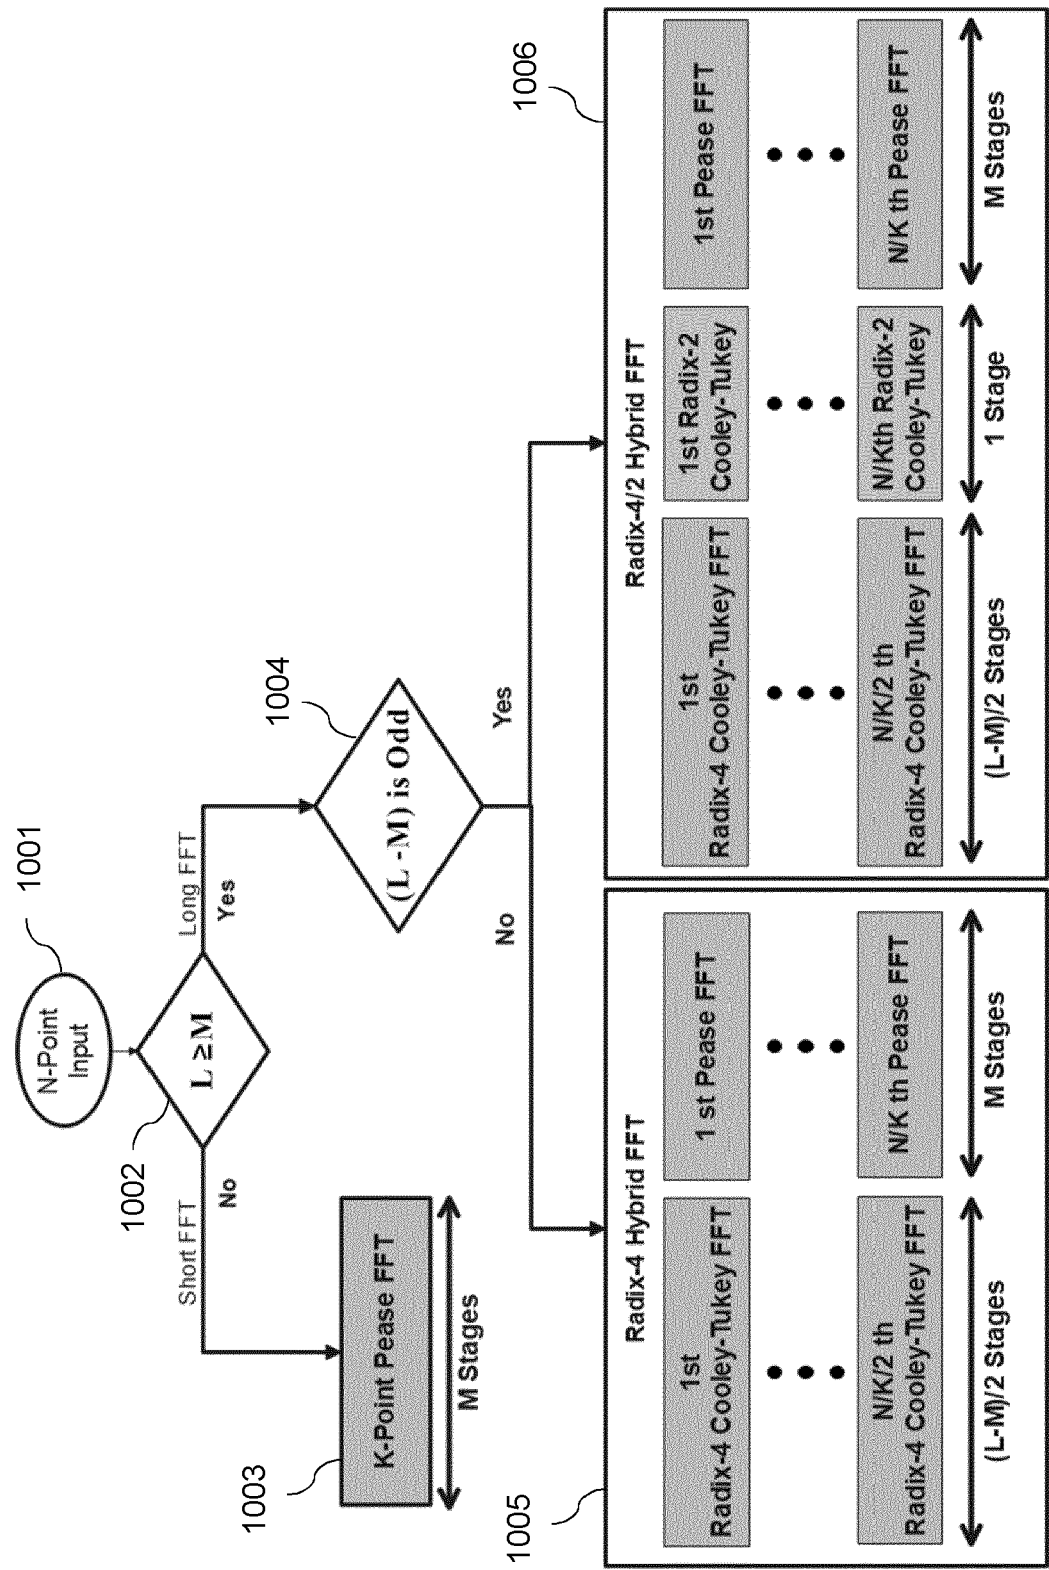 1001
N-Point
Input
1002
L ≥M
Short FFT
No
Long FFT
Yes
1003
K-Point Pease FFT
M Stages
1004
(L -M) is Odd
No
Yes
1005
Radix-4 Hybrid FFT
1st
Radix-4 Cooley-Tukey FFT
1 st Pease FFT
N/K/2 th
Radix-4 Cooley-Tukey FFT
N/K th Pease FFT
(L-M)/2 Stages
M Stages
1006
Radix-4/2 Hybrid FFT
1st
Radix-4 Cooley-Tukey FFT
1st Radix-2
Cooley-Tukey
1st Pease FFT
N/K/2 th
Radix-4 Cooley-Tukey FFT
N/Kth Radix-2
Cooley-Tukey
N/K th Pease FFT
(L-M)/2 Stages
1 Stage
M Stages